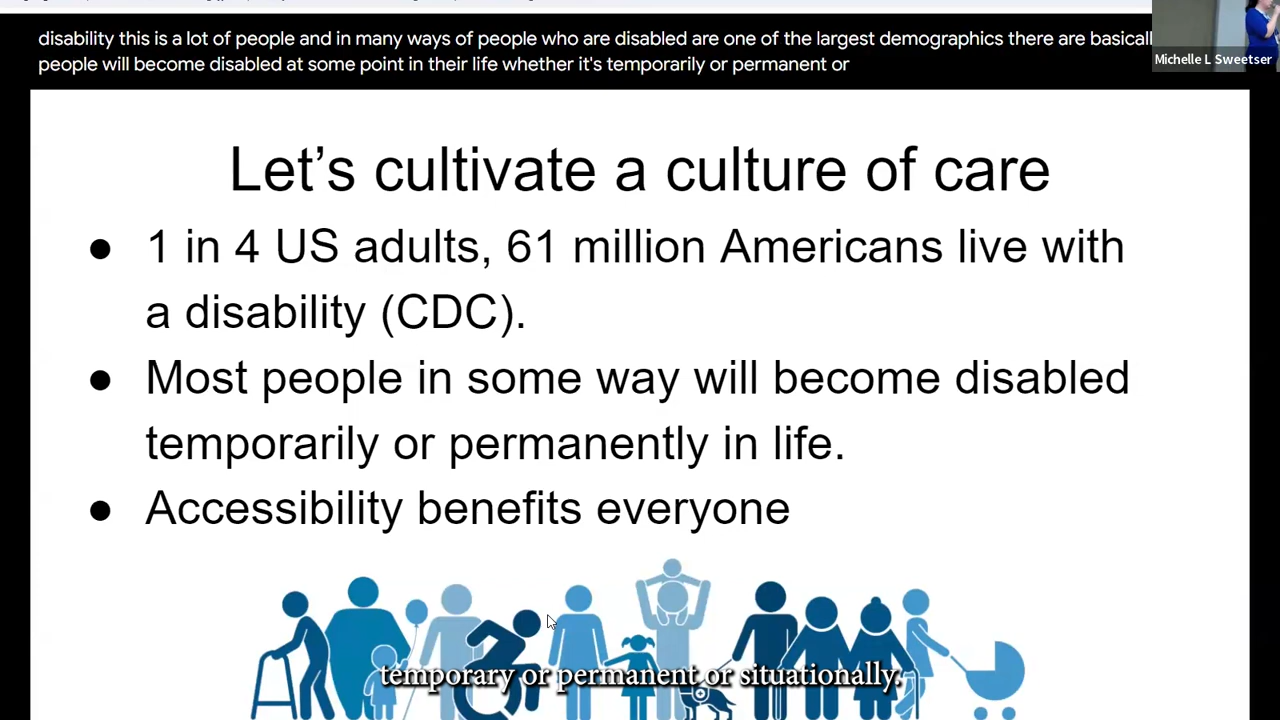 disability this is a lot of people and in many ways of people who are disabled are one of the largest demographics there are basicall
people will become disabled at some point in their life whether it's temporarily or permanent or
Michelle L Sweetser
Let's cultivate a culture of care
● 1 in 4 US adults, 61 million Americans live with
a disability (CDC).
● Most people in some way will become disabled
temporarily or permanently in life.
● Accessibility benefits everyone
temporary or permanent or situationally.